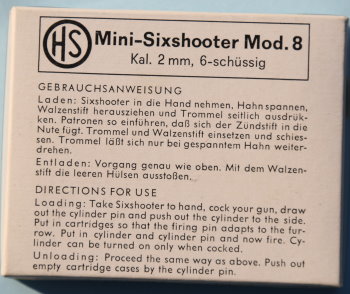 HS Mini-Sixshooter Mod. 8
Kal. 2 mm, 6-schüssig
GEBRAUCHSANWEISUNG
Laden: Sixshooter in die Hand nehmen, Hahn spannen,
Walzenstift herausziehen und Trommel seitlich ausdrük-
ken. Patronen so einführen, daß sich der Zündstift in die
Nute fügt. Trommel und Walzenstift einsetzen und schies-
sen. Trommel läßt sich nur bei gespanntem Hahn weiter-
drehen.
Entladen: Vorgang genau wie oben. Mit dem Walzen-
stift die leeren Hülsen ausstoßen.
DIRECTIONS FOR USE
Loading: Take Sixshooter to hand, cock your gun, draw
out the cylinder pin and push out the cylinder to the side.
Put in cartridges so that the firing pin adapts to the fur-
row. Put in cylinder and cylinder pin and now fire. Cy-
linder can be turned on only when cocked.
Unloading: Proceed the same way as above. Push out
empty cartridge cases by the cylinder pin.